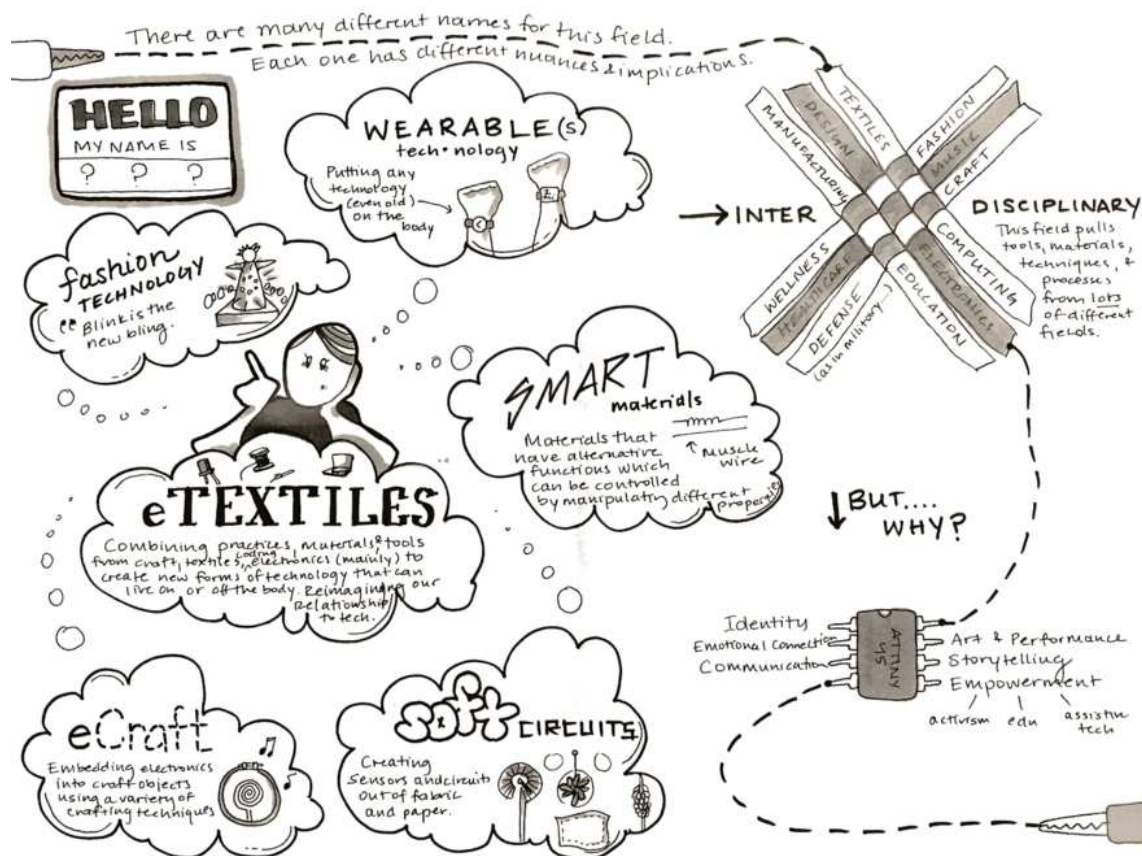 There are many different names for this field.
Each one has different nuances & implications.
HELLO
MY NAME IS
? ? ?
WEARABLE(s)
tech•nology
Putting any
technology
(even old)
on the
body
fashion
TECHNOLOGY
Blink is the
new bling.
SMART
materials
Materials that
have alternative
functions which
can be controlled
by manipulating different
properties
Muscle
wire
eTEXTILES
Combining practices, materials, & tools
from craft, textiles, coding, electronics (mainly) to
create new forms of technology that can
live on or off the body. Reimagining our
relationship
to tech.
eCraft
Embedding electronics
into craft objects
using a variety of
crafting techniques
soft CIRCUITS
Creating
sensors and circuits
out of fabric
and paper.
MANUFACTURING
DESIGN
TEXTILES
FASHION
MUSIC
CRAFT
→ INTER
DISCIPLINARY
WELLNESS
HEALTHCARE
DEFENSE
(as in military...)
EDUCATION
ELECTRONICS
COMPUTING
This field pulls
tools, materials,
techniques, &
processes
from lots
of different
fields.
↓ BUT....
WHY?
Identity
Emotional Connection
Communication
ATTINY
45
Art & Performance
Storytelling
Empowerment
activism edu assistive
tech